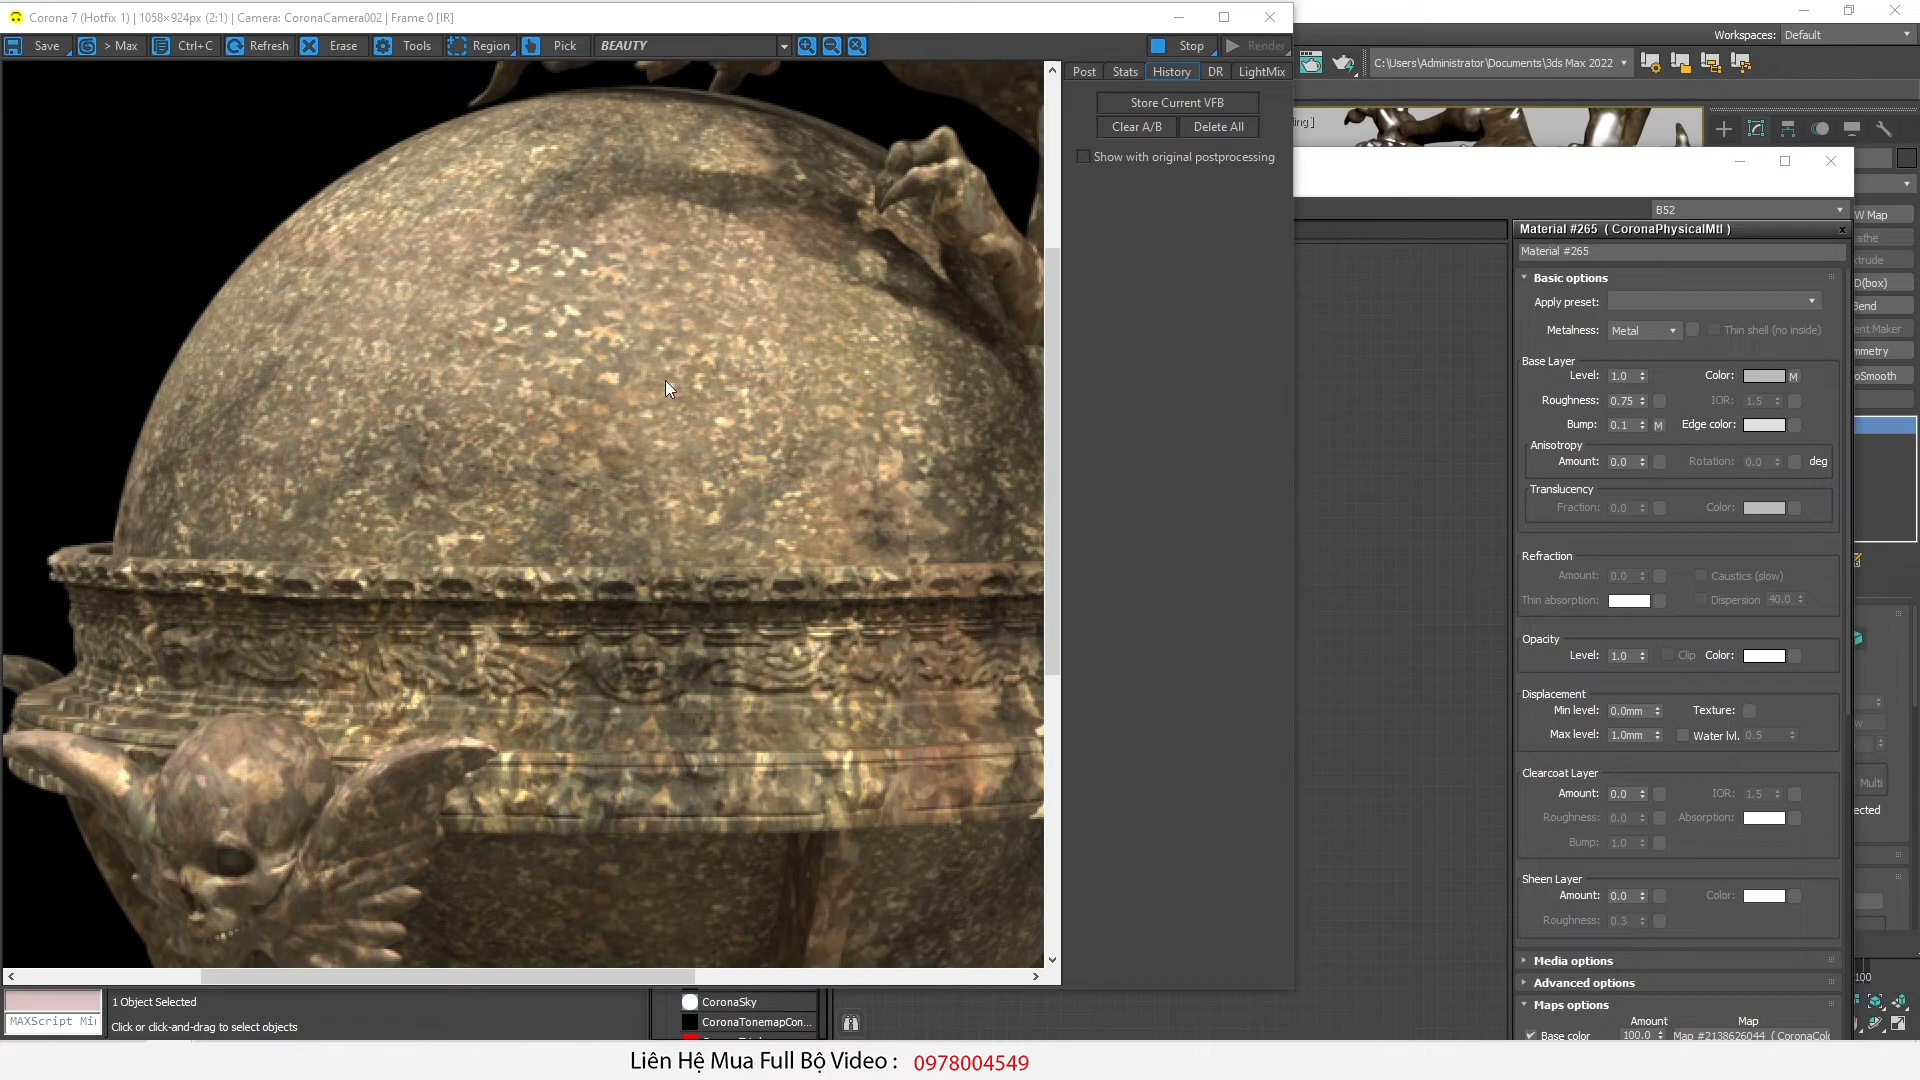 Corona 7 (Hotfix 1) | 1058×924px (2:1) | Camera: CoronaCamera002 | Frame 0 [IR]
Workspaces: Default
Save > Max Ctrl+C Refresh Erase Tools Region Pick BEAUTY Stop Render
C:\Users\Administrator\Documents\3ds Max 2022
Post Stats History DR LightMix
Store Current VFB
Clear A/B Delete All
Show with original postprocessing
B52
W Map
Material #265 ( CoronaPhysicalMtl )
Material #265
Basic options
Apply preset:
Metalness: Metal Thin shell (no inside)
Base Layer
Level: 1.0 Color: M
Roughness: 0.75 IOR: 1.5
Bump: 0.1 M Edge color:
Anisotropy
Amount: 0.0 Rotation: 0.0 deg
Translucency
Fraction: 0.0 Color:
Refraction
Amount: 0.0 Caustics (slow)
Thin absorption: Dispersion 40.0
Opacity
Level: 1.0 Clip Color:
Displacement
Min level: 0.0mm Texture:
Max level: 1.0mm Water lvl. 0.5
Clearcoat Layer
Amount: 0.0 IOR: 1.5
Roughness: 0.0 Absorption:
Bump: 1.0
Multi
Sheen Layer
Amount: 0.0 Color:
Roughness: 0.3
Media options
Advanced options
Maps options
Amount Map
Base color 100.0 Map #2138626044 ( CoronaColo
100
1 Object Selected
Click or click-and-drag to select objects
MAXScript Mi
CoronaSky
CoronaTonemapCon...
Liên Hệ Mua Full Bộ Video : 0978004549